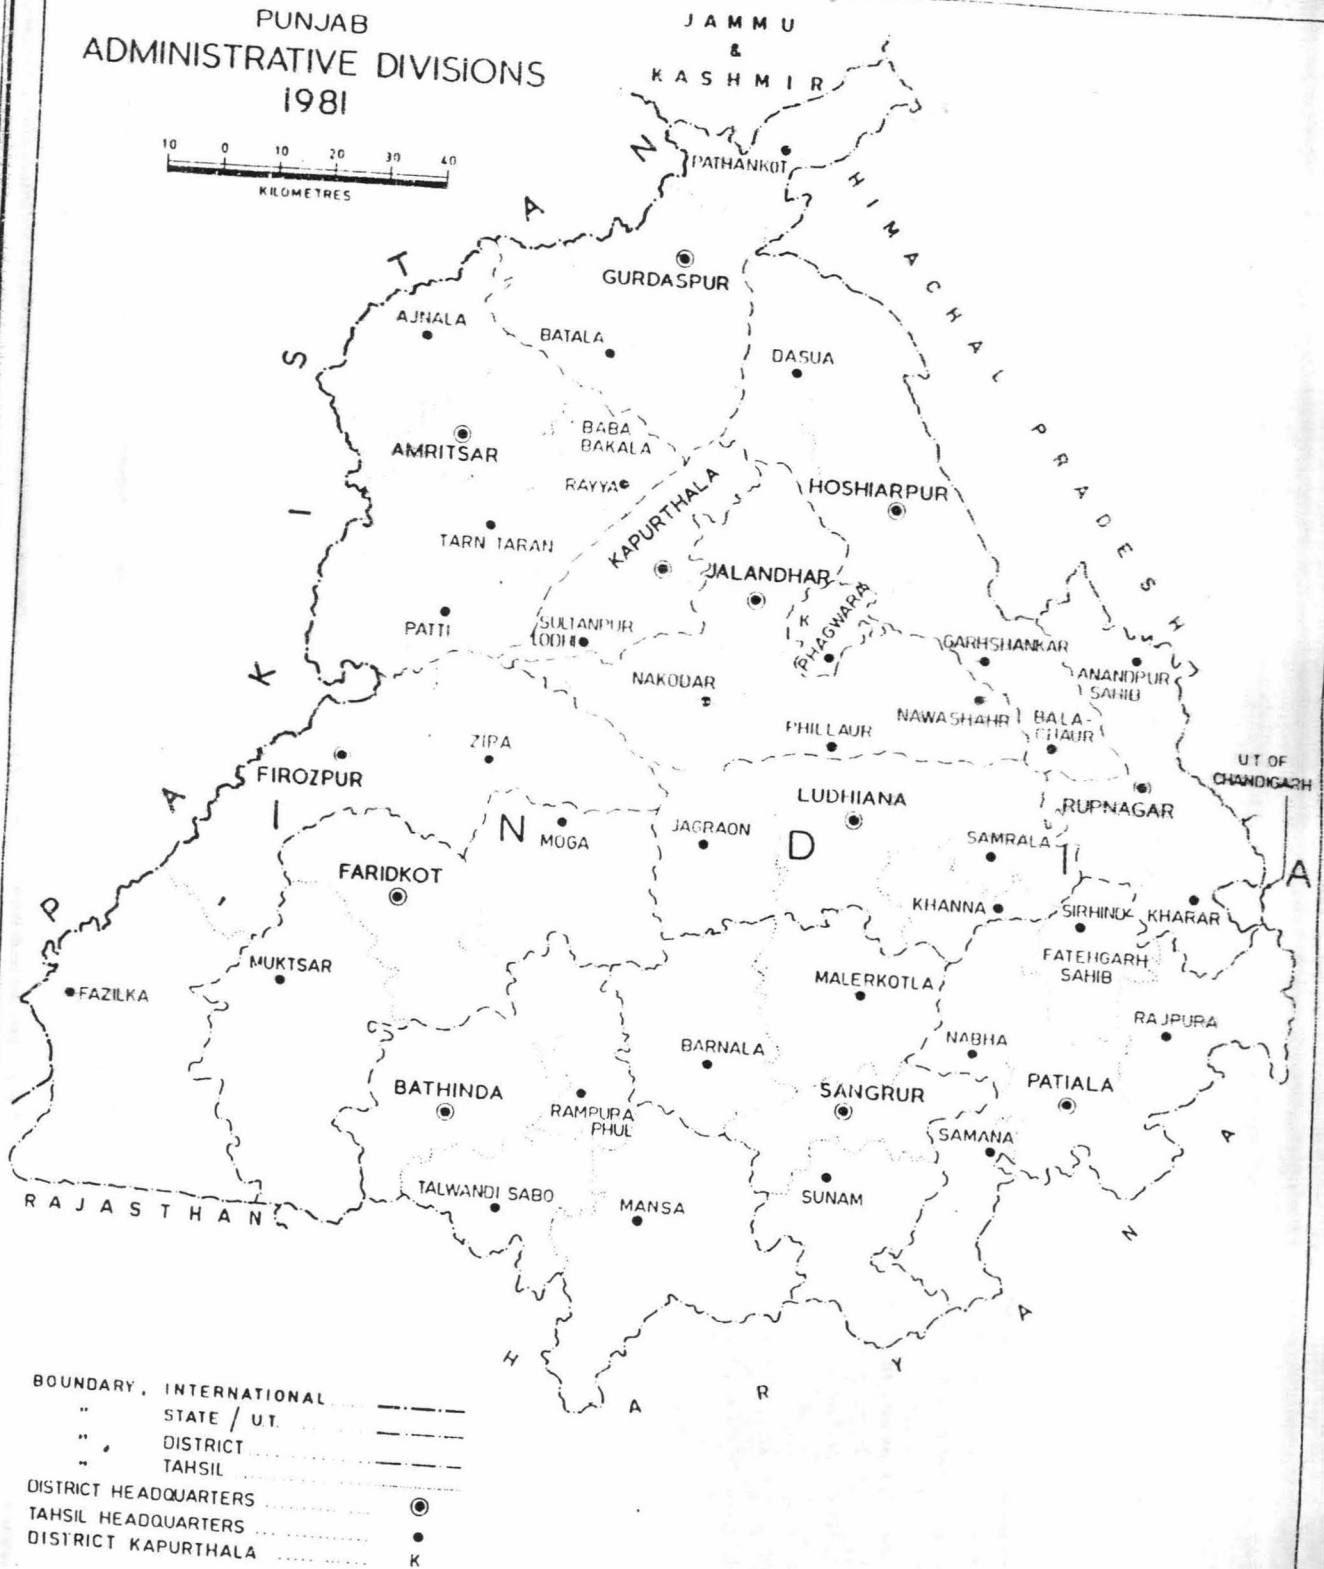 PUNJAB
ADMINISTRATIVE DIVISIONS
1981
10 0 10 20 30 40
KILOMETRES
JAMMU
&
KASHMIR
PAKISTAN
HIMACHAL PRADESH
PATHANKOT
GURDASPUR
AJNALA
BATALA
DASUA
BABA
BAKALA
AMRITSAR
RAYYA
KAPURTHALA
HOSHIARPUR
TARN TARAN
JALANDHAR
PATTI
SULTANPUR
LODHI
K
PHAGWARA
GARHSHANKAR
ANANDPUR
SAHIB
NAKODAR
NAWASHAHR
BALA-
CHAUR
PHILLAUR
ZIPA
FIROZPUR
U.T OF
CHANDIGARH
LUDHIANA
RUPNAGAR
INDIA
MOGA
JAGRAON
SAMRALA
FARIDKOT
KHANNA
SIRHIND
KHARAR
MUKTSAR
FATEHGARH
SAHIB
FAZILKA
MALERKOTLA
RAJPURA
BARNALA
NABHA
BATHINDA
SANGRUR
PATIALA
RAMPURA
PHUL
SAMANA
TALWANDI SABO
MANSA
SUNAM
RAJASTHAN
HARYANA
BOUNDARY, INTERNATIONAL
" STATE / U.T.
" , DISTRICT
" TAHSIL
DISTRICT HEADQUARTERS
TAHSIL HEADQUARTERS
DISTRICT KAPURTHALA K